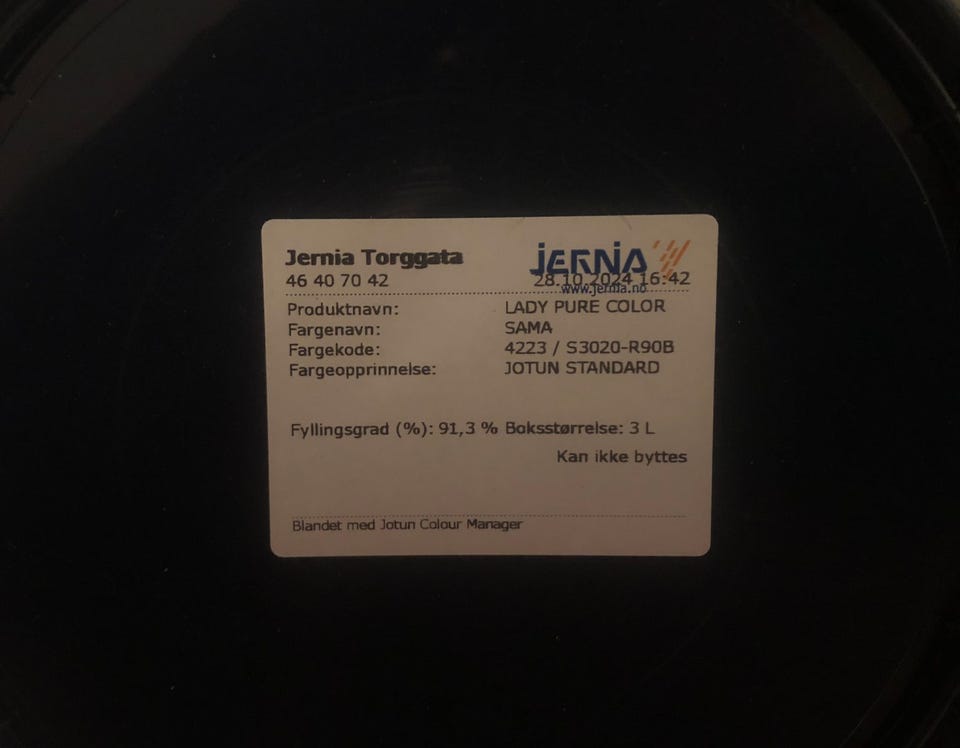 Jernia Torggata
JERNIA
46 40 70 42
28.10.2024 16:42
www.jernia.no
Produktnavn: LADY PURE COLOR
Fargenavn: SAMA
Fargekode: 4223 / S3020-R90B
Fargeopprinnelse: JOTUN STANDARD
Fyllingsgrad (%): 91,3 % Boksstørrelse: 3 L
Kan ikke byttes
Blandet med Jotun Colour Manager